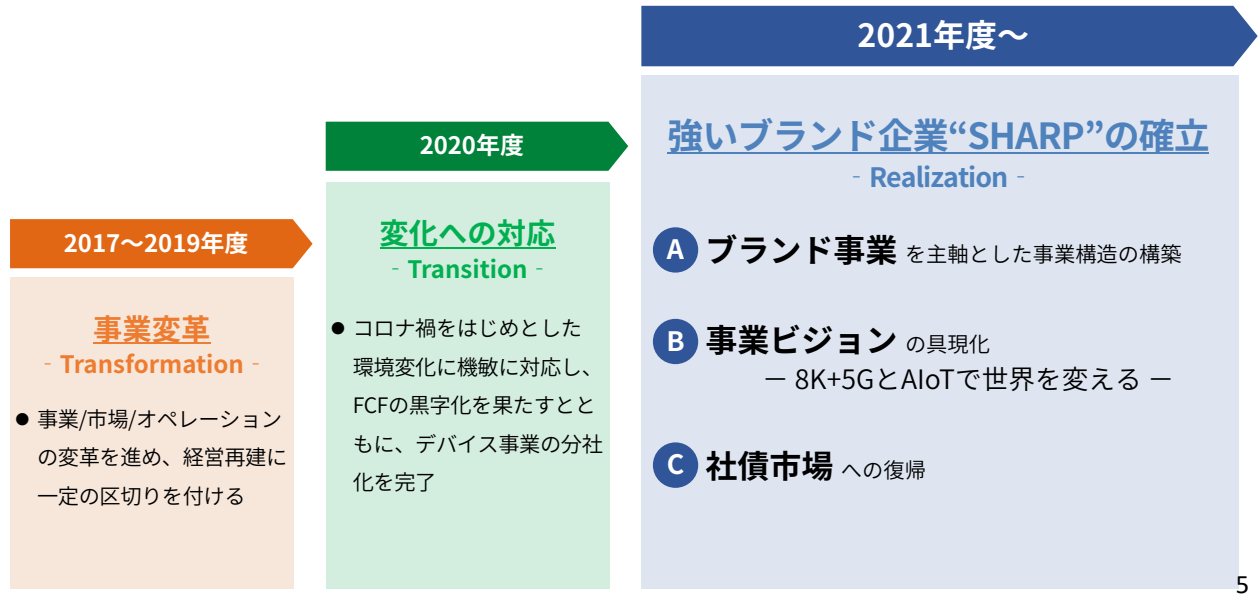 2017～2019年度
事業変革
- Transformation -
● 事業/市場/オペレーション
の変革を進め、経営再建に
一定の区切りを付ける
2020年度
変化への対応
- Transition -
● コロナ禍をはじめとした
環境変化に機敏に対応し、
FCFの黒字化を果たすとと
もに、デバイス事業の分社
化を完了
2021年度～
強いブランド企業“SHARP”の確立
- Realization -
A ブランド事業 を主軸とした事業構造の構築
B 事業ビジョン の具現化
－ 8K+5GとAIoTで世界を変える －
C 社債市場 への復帰
5